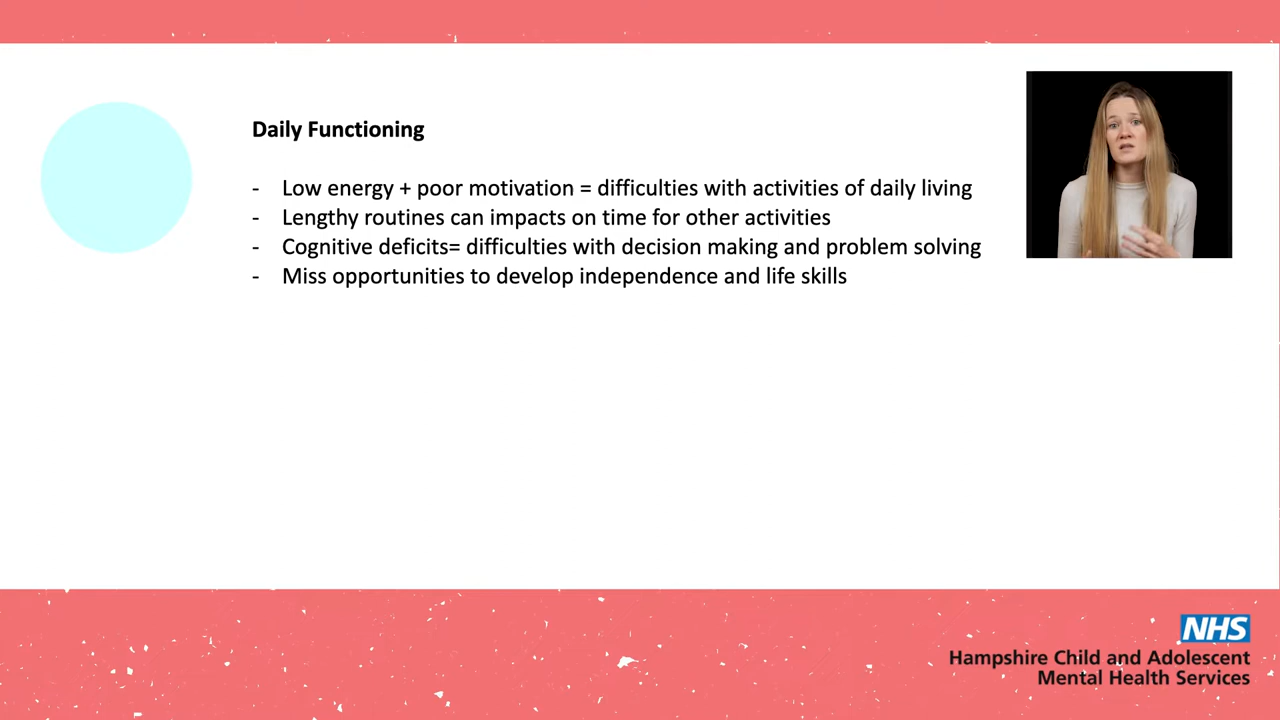 Daily Functioning
- Low energy + poor motivation = difficulties with activities of daily living
- Lengthy routines can impacts on time for other activities
- Cognitive deficits= difficulties with decision making and problem solving
- Miss opportunities to develop independence and life skills
NHS
Hampshire Child and Adolescent
Mental Health Services